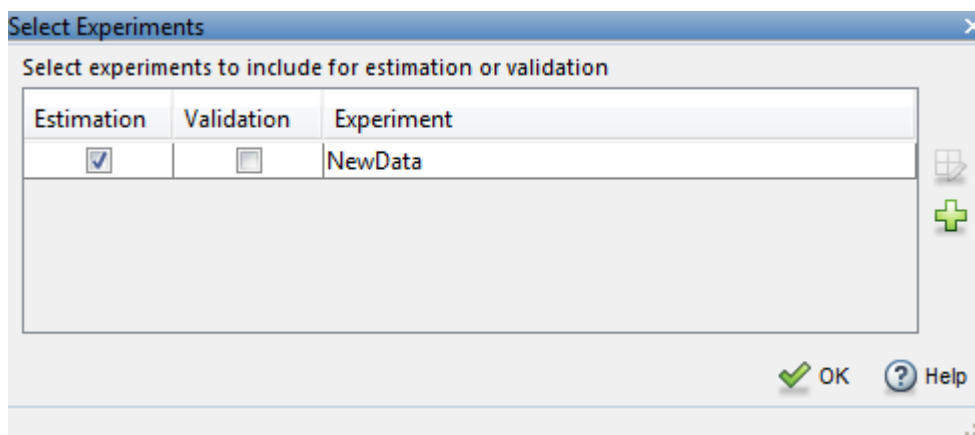 Select Experiments
Select experiments to include for estimation or validation
Estimation Validation Experiment
NewData
OK Help